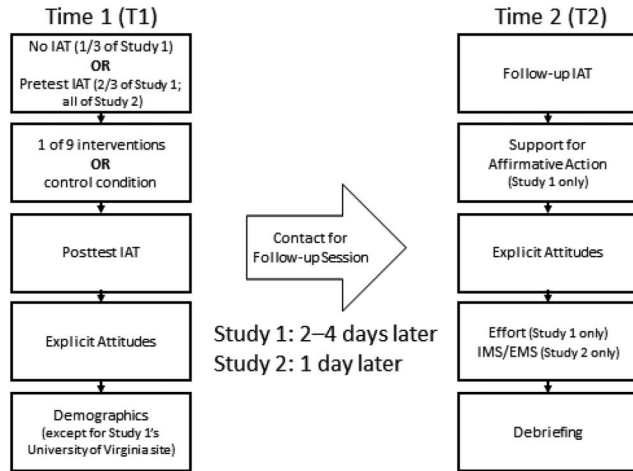 Time 1 (T1)
No IAT (1/3 of Study 1)
OR
Pretest IAT (2/3 of Study 1;
all of Study 2)
1 of 9 interventions
OR
control condition
Posttest IAT
Explicit Attitudes
Demographics
(except for Study 1's
University of Virginia site)
Contact for
Follow-up Session
Study 1: 2–4 days later
Study 2: 1 day later
Time 2 (T2)
Follow-up IAT
Support for
Affirmative Action
(Study 1 only)
Explicit Attitudes
Effort (Study 1 only)
IMS/EMS (Study 2 only)
Debriefing